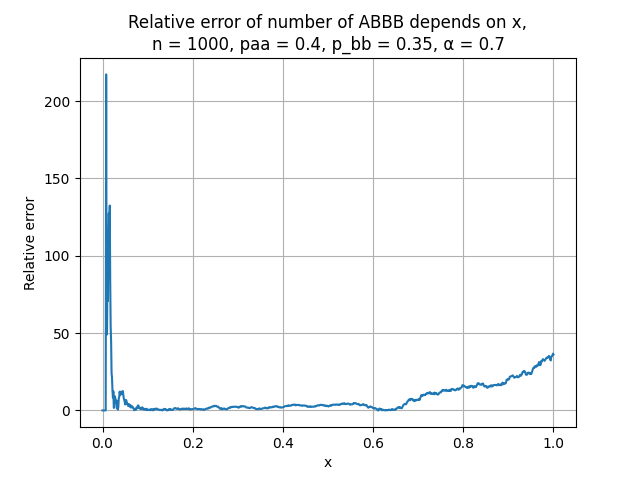 Relative error of number of ABBB depends on x,
n = 1000, paa = 0.4, p_bb = 0.35, α = 0.7
200
150
100
50
0
Relative error
0.0 0.2 0.4 0.6 0.8 1.0
x